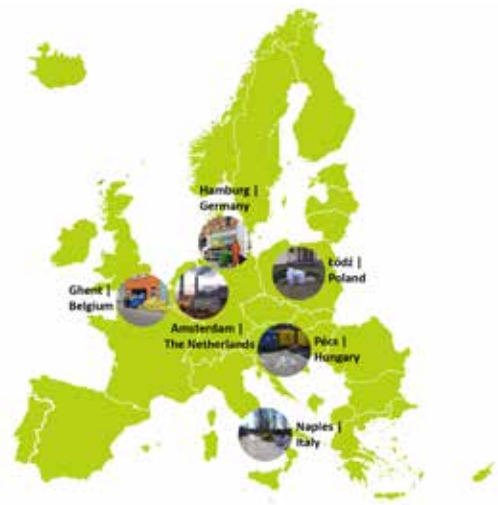 Hamburg |
Germany
Łódź |
Poland
Ghent |
Belgium
Amsterdam |
The Netherlands
Pécs |
Hungary
Naples |
Italy